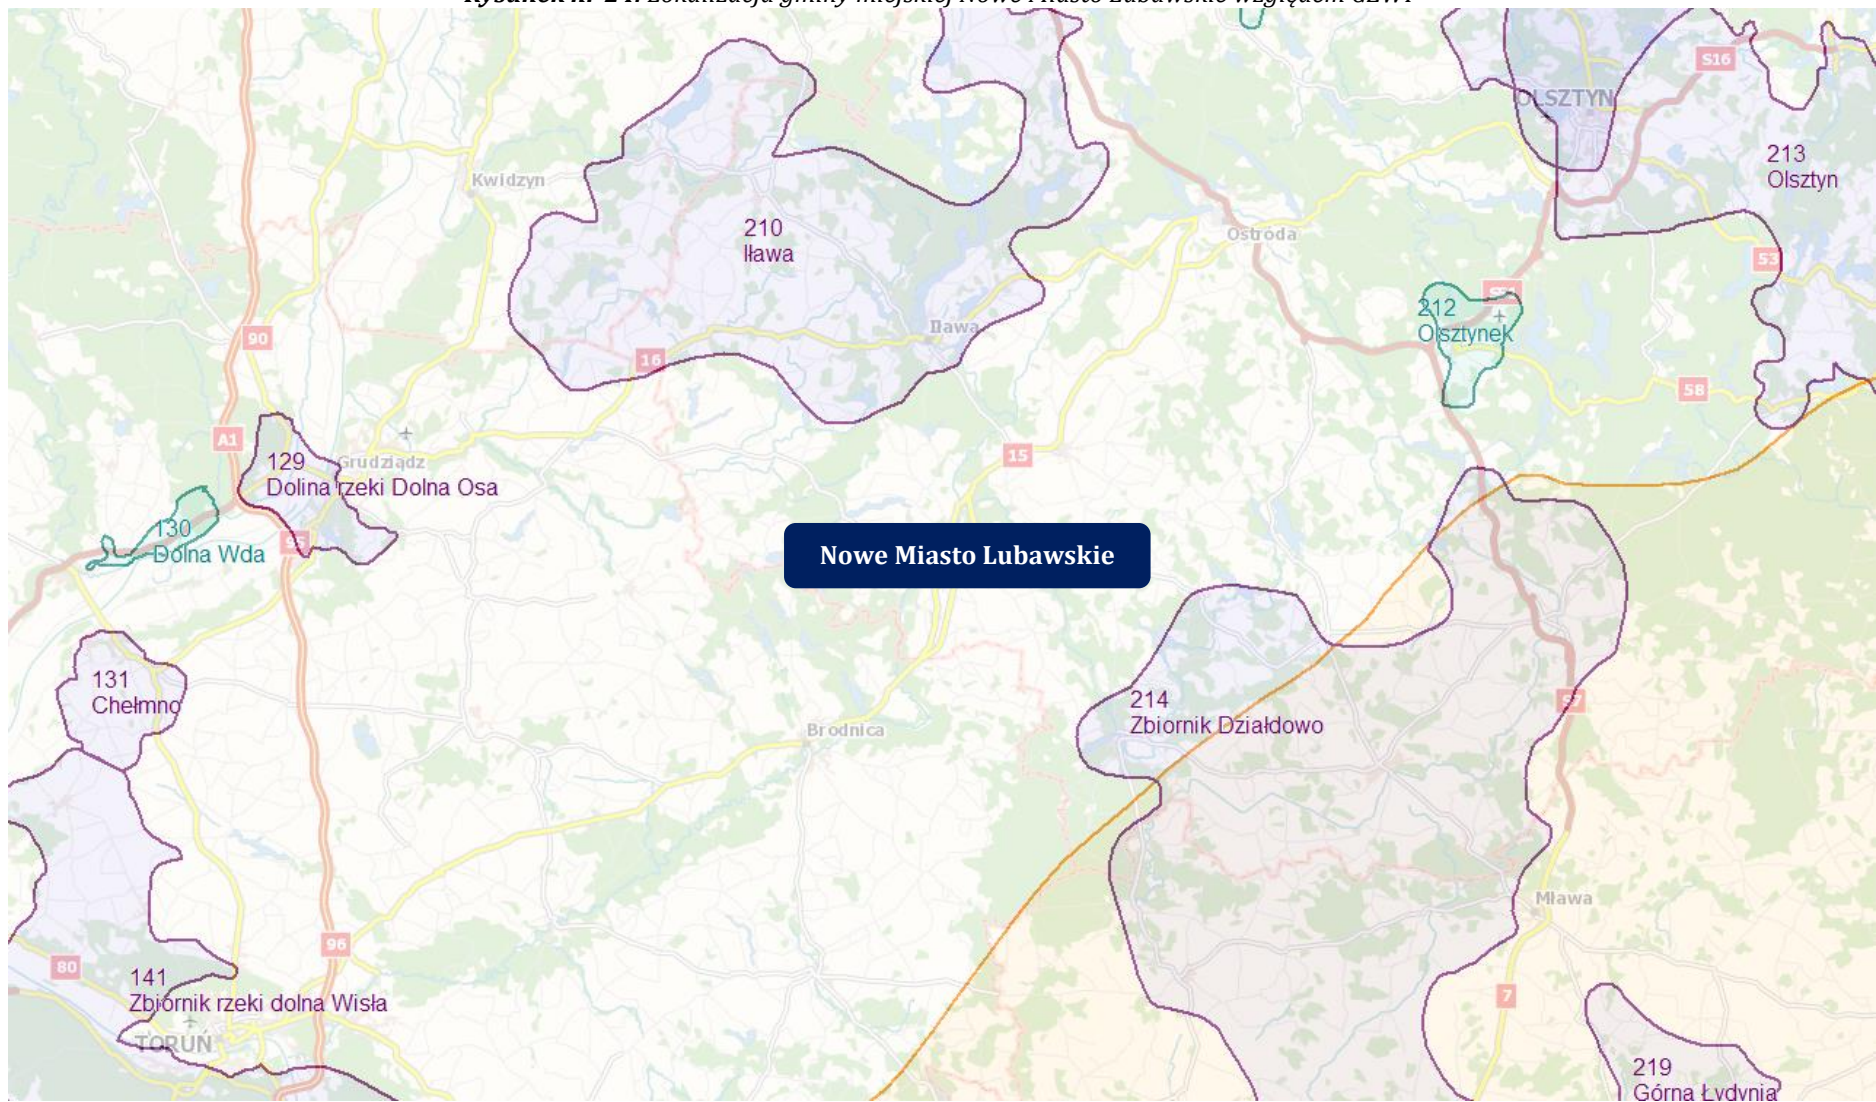 S16
OLSZTYN
213
Olsztyn
Kwidzyn
210
Iława
Ostróda
53
212
Olsztynek
90
Iława
16
58
A1
15
129
Dolina rzeki Dolna Osa
Grudziądz
130
Dolna Wda
95
Nowe Miasto Lubawskie
131
Chełmno
214
Zbiornik Działdowo
Brodnica
Mława
96
80
141
Zbiornik rzeki dolna Wisła
7
TORUŃ
219
Górna Łydynia